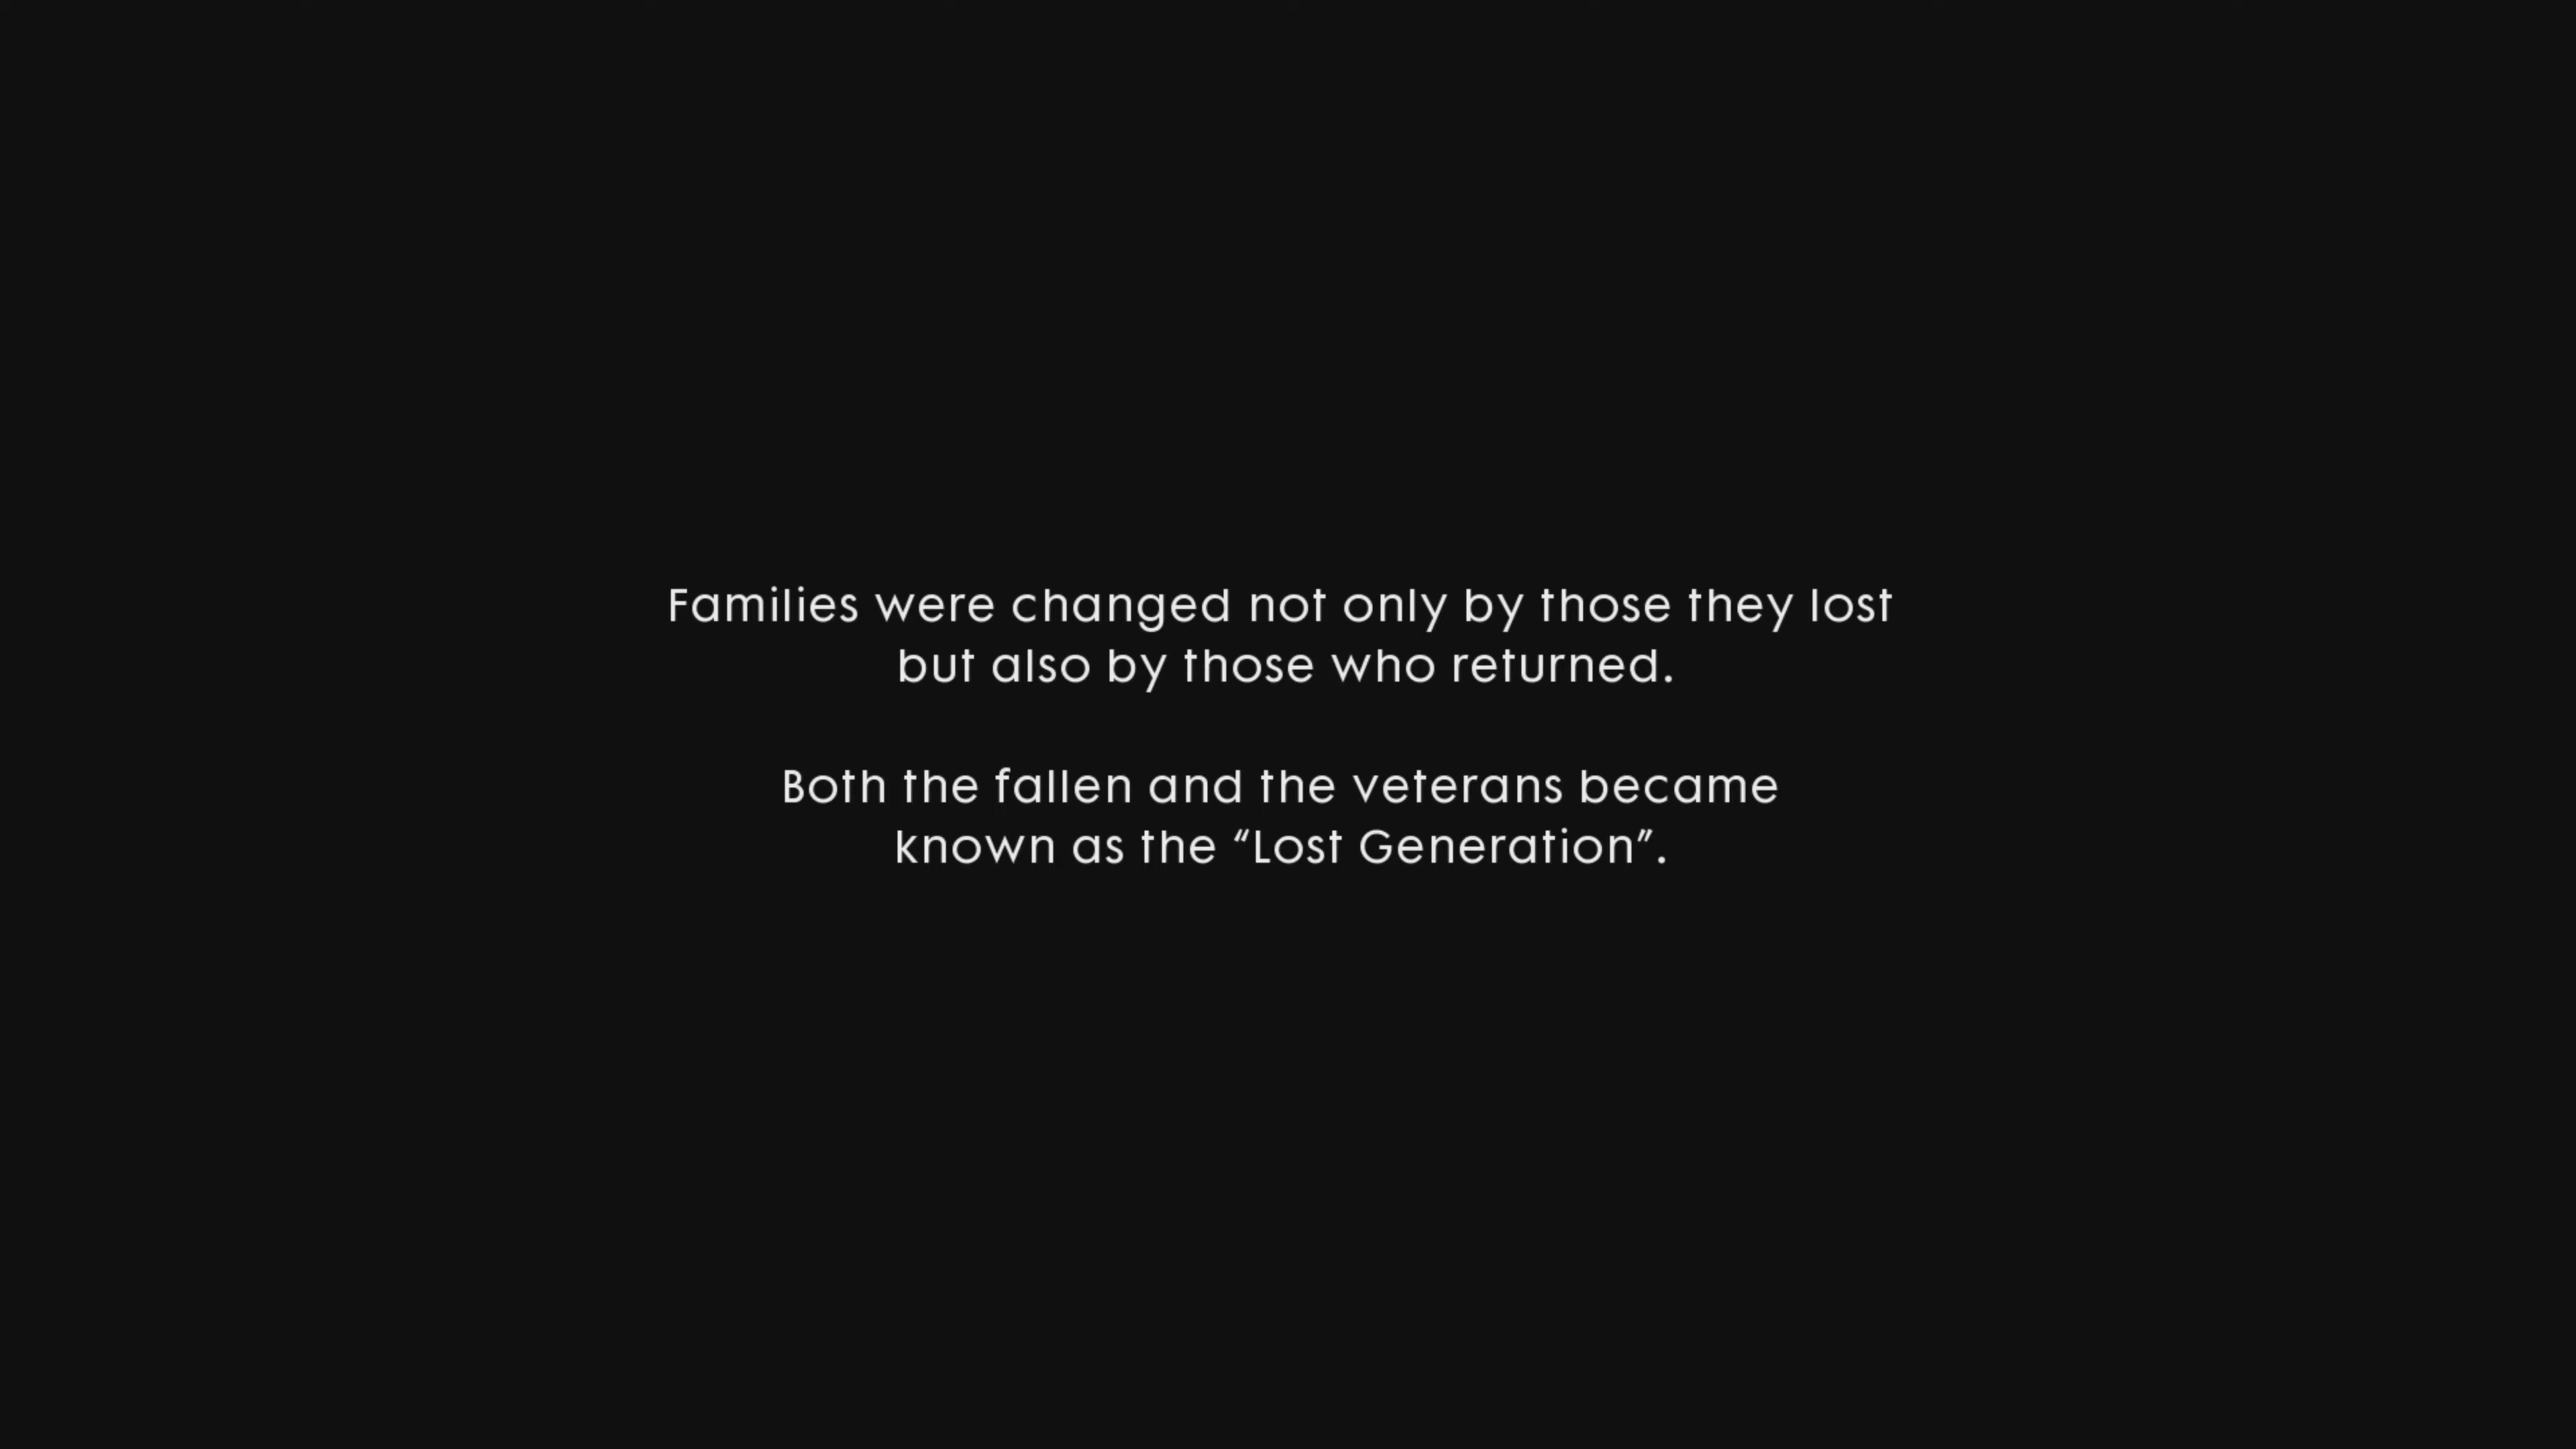 Families were changed not only by those they lost
but also by those who returned.
Both the fallen and the veterans became
known as the “Lost Generation”.